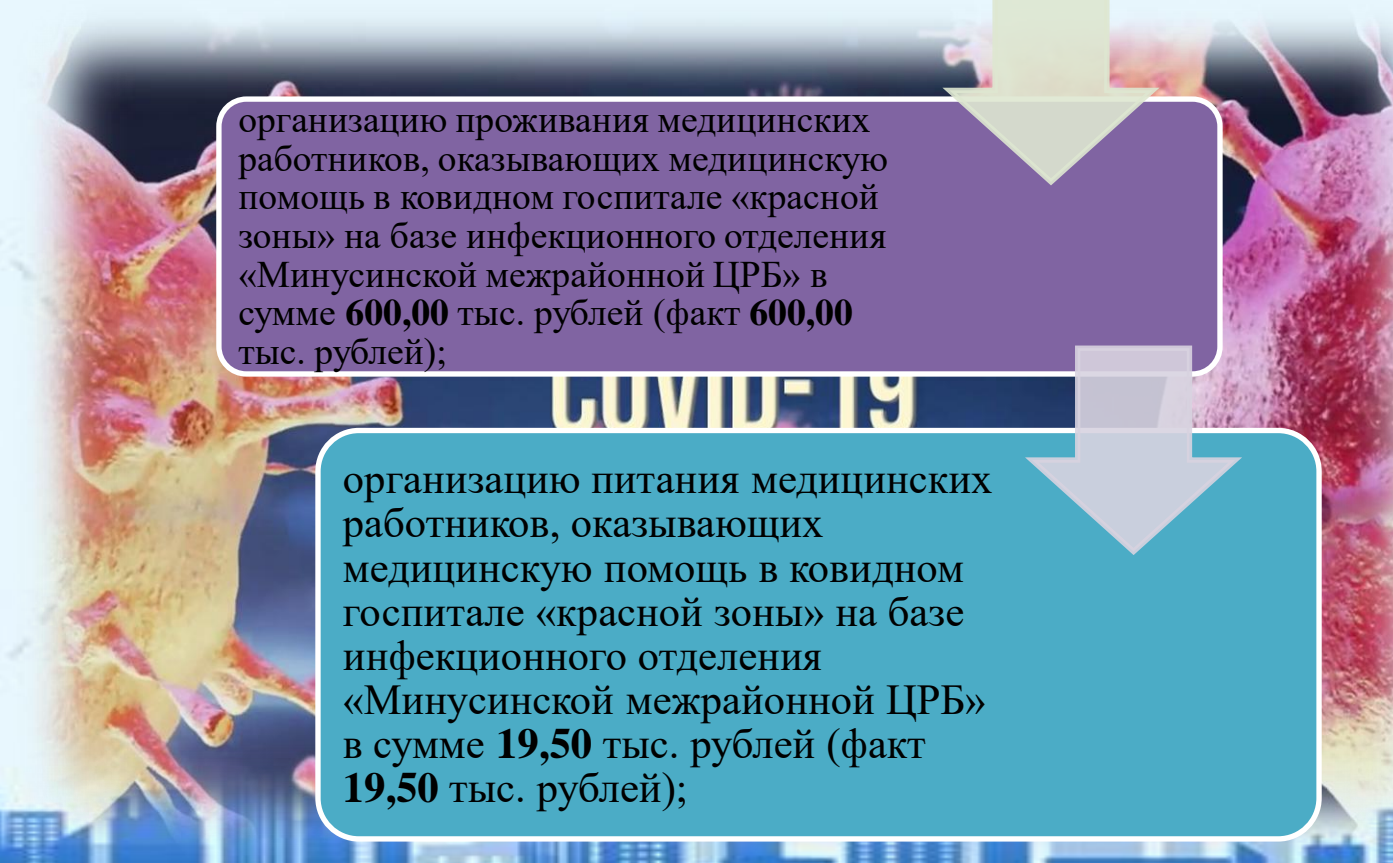 организацию проживания медицинских
работников, оказывающих медицинскую
помощь в ковидном госпитале «красной
зоны» на базе инфекционного отделения
«Минусинской межрайонной ЦРБ» в
сумме 600,00 тыс. рублей (факт 600,00
тыс. рублей);
COVID-19
организацию питания медицинских
работников, оказывающих
медицинскую помощь в ковидном
госпитале «красной зоны» на базе
инфекционного отделения
«Минусинской межрайонной ЦРБ»
в сумме 19,50 тыс. рублей (факт
19,50 тыс. рублей);